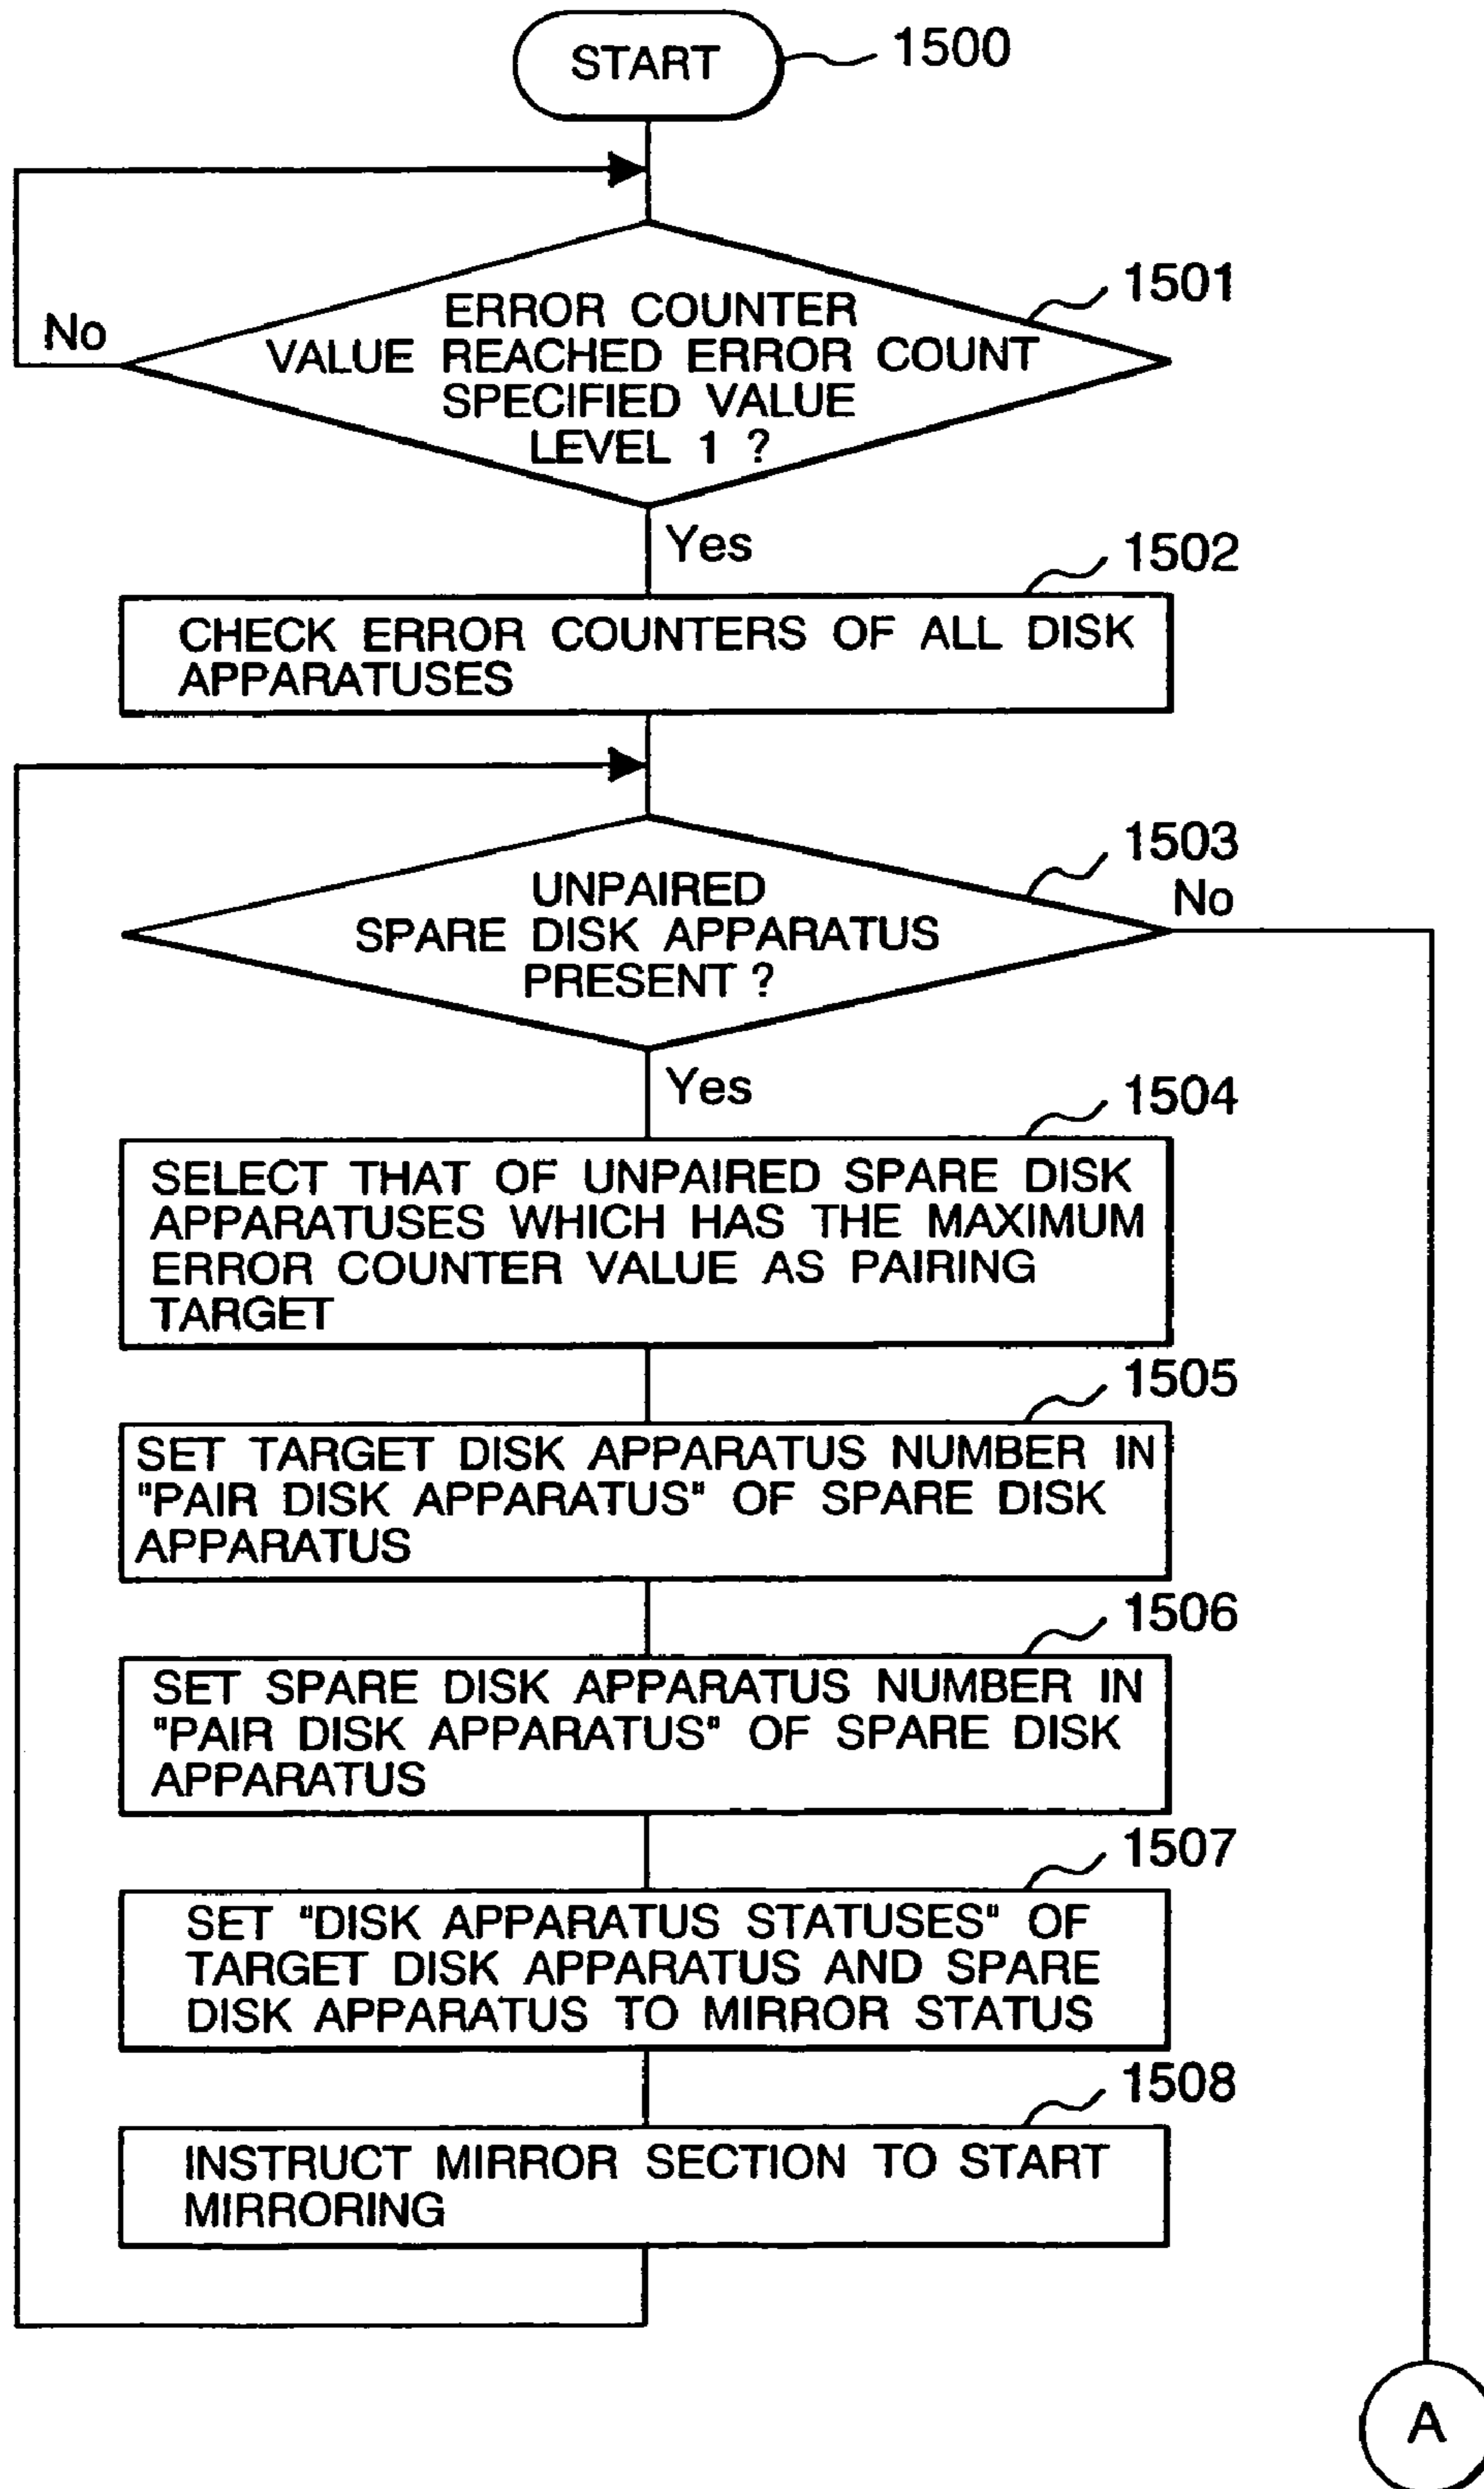 START
1500
1501
ERROR COUNTER
VALUE REACHED ERROR COUNT
SPECIFIED VALUE
LEVEL 1 ?
No
Yes
1502
CHECK ERROR COUNTERS OF ALL DISK
APPARATUSES
1503
UNPAIRED
SPARE DISK APPARATUS
PRESENT ?
No
Yes
1504
SELECT THAT OF UNPAIRED SPARE DISK
APPARATUSES WHICH HAS THE MAXIMUM
ERROR COUNTER VALUE AS PAIRING
TARGET
1505
SET TARGET DISK APPARATUS NUMBER IN
"PAIR DISK APPARATUS" OF SPARE DISK
APPARATUS
1506
SET SPARE DISK APPARATUS NUMBER IN
"PAIR DISK APPARATUS" OF SPARE DISK
APPARATUS
1507
SET "DISK APPARATUS STATUSES" OF
TARGET DISK APPARATUS AND SPARE
DISK APPARATUS TO MIRROR STATUS
1508
INSTRUCT MIRROR SECTION TO START
MIRRORING
A